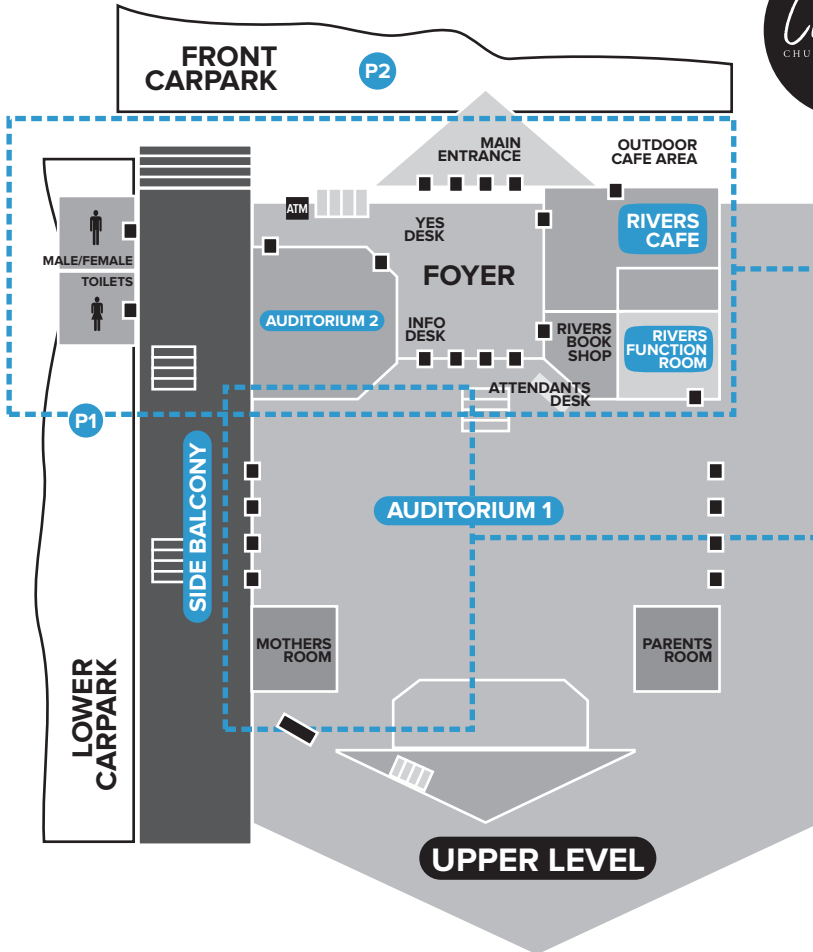 FRONT
CARPARK
P2
MAIN
ENTRANCE
OUTDOOR
CAFE AREA
ATM
YES
DESK
RIVERS
CAFE
MALE/FEMALE
TOILETS
FOYER
AUDITORIUM 2
INFO
DESK
RIVERS
BOOK
SHOP
RIVERS
FUNCTION
ROOM
ATTENDANTS
DESK
P1
SIDE BALCONY
AUDITORIUM 1
MOTHERS
ROOM
PARENTS
ROOM
LOWER
CARPARK
UPPER LEVEL